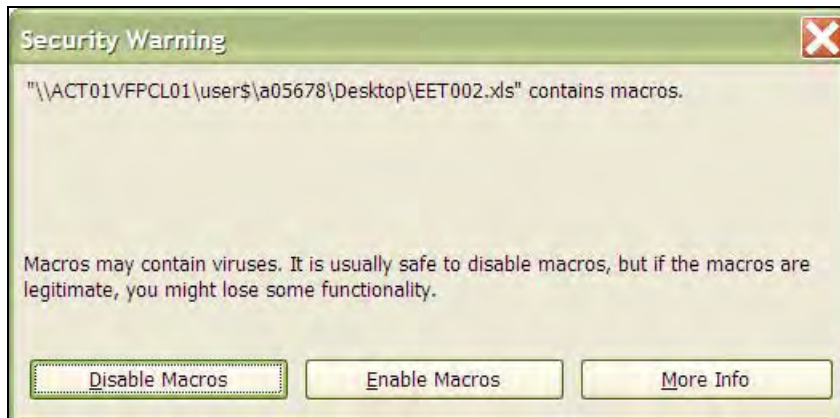 Security Warning
"\\ACT01VFPCL01\user$\a05678\Desktop\EET002.xls" contains macros.
Macros may contain viruses. It is usually safe to disable macros, but if the macros are
legitimate, you might lose some functionality.
Disable Macros Enable Macros More Info